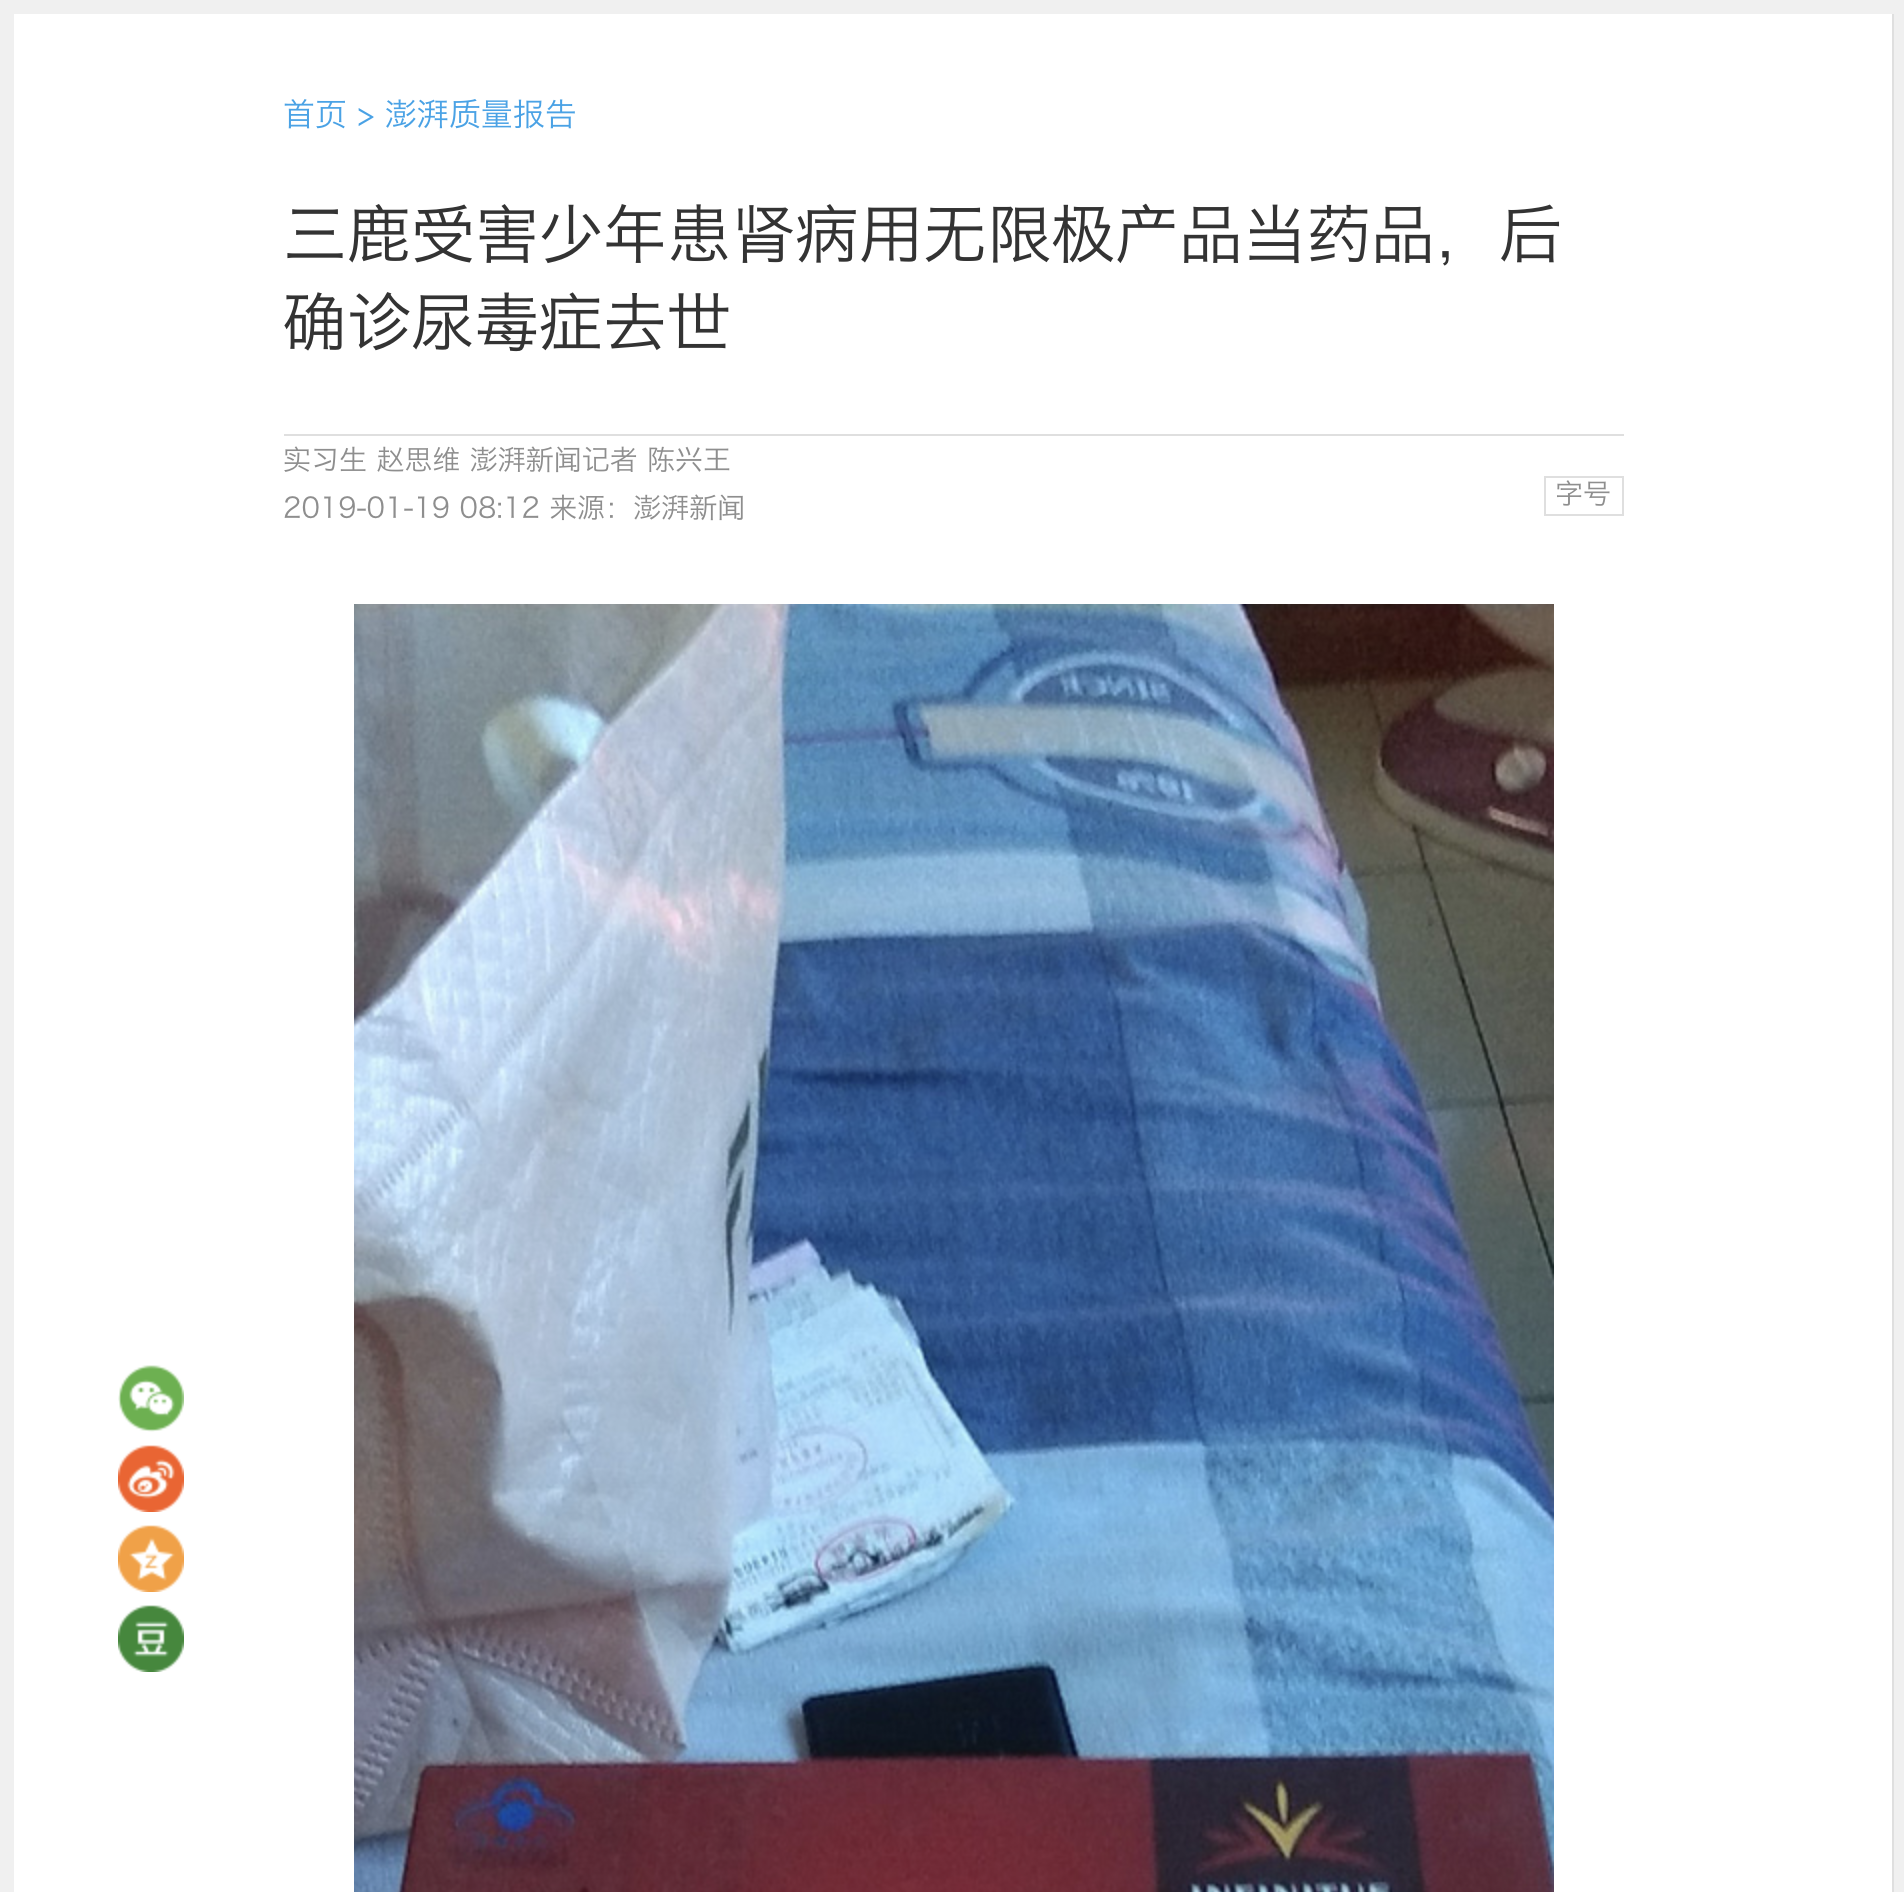 首页 > 澎湃质量报告
三鹿受害少年患肾病用无限极产品当药品，后
确诊尿毒症去世
实习生 赵思维 澎湃新闻记者 陈兴王
2019-01-19 08:12 来源：澎湃新闻
字号
SINCE
豆
INFINITUS